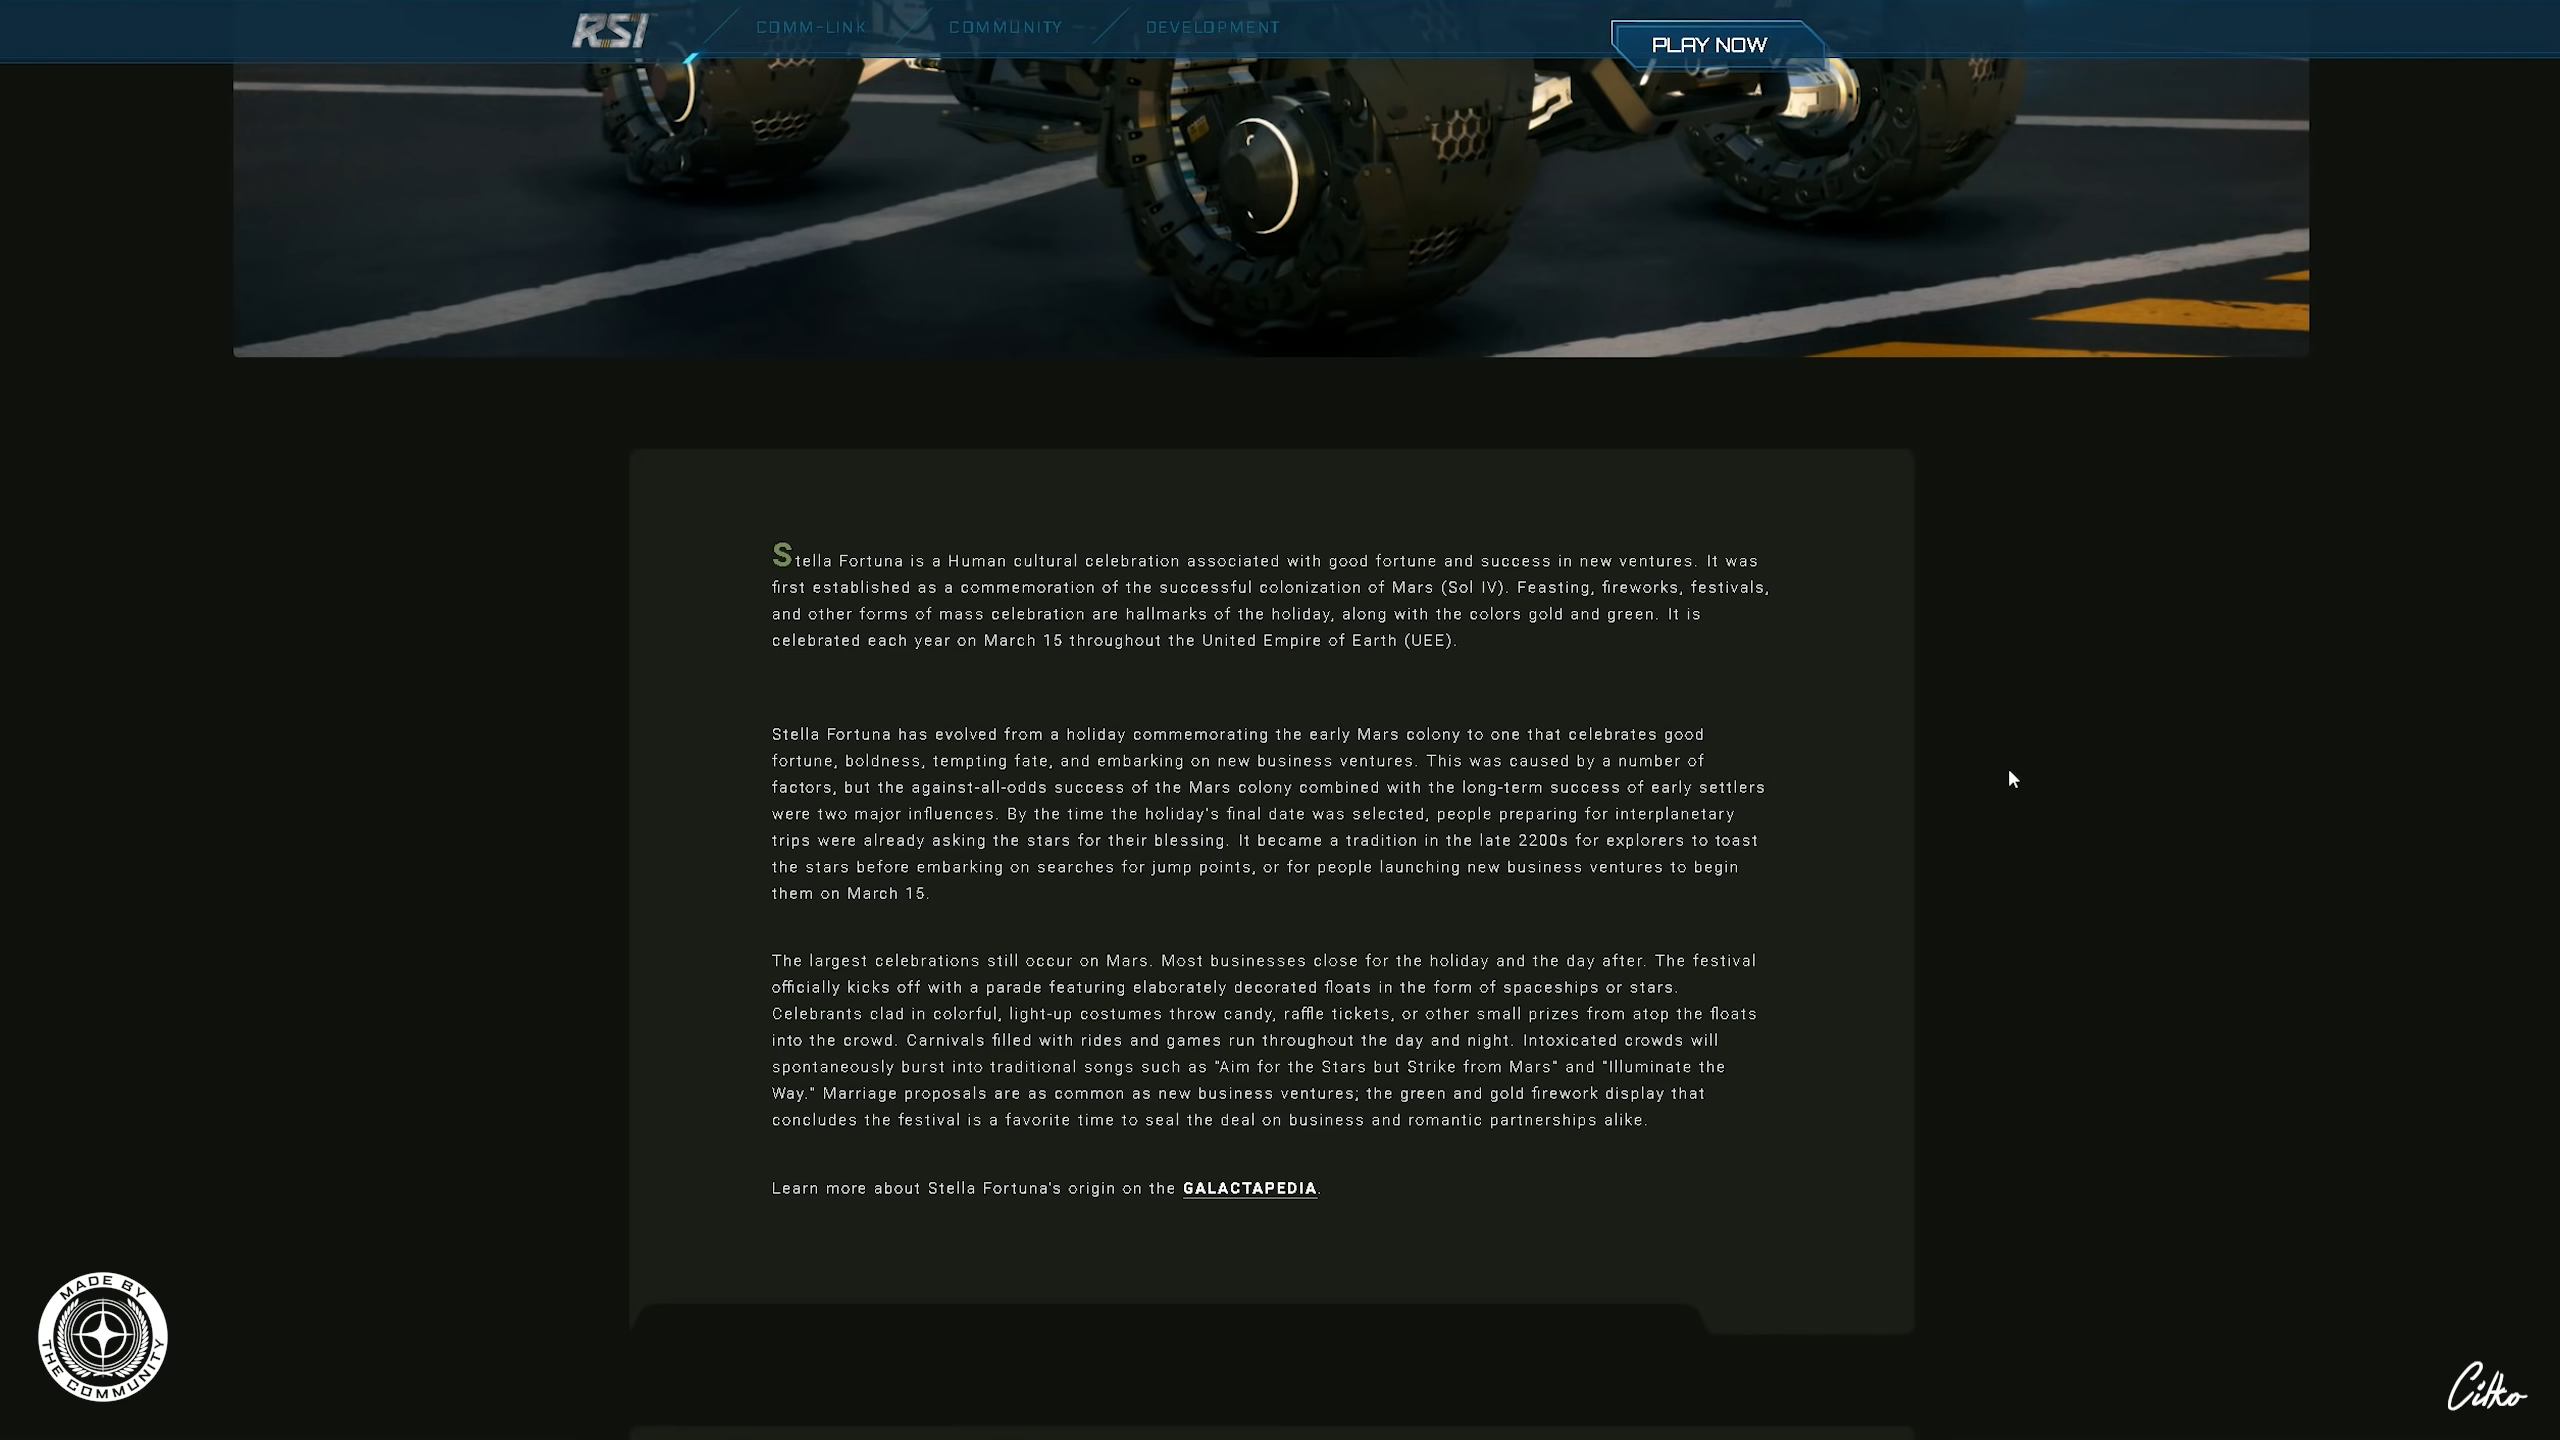 RSI
COMM-LINK
COMMUNITY
DEVELOPMENT
PLAY NOW
Stella Fortuna is a Human cultural celebration associated with good fortune and success in new ventures. It was
first established as a commemoration of the successful colonization of Mars (Sol IV). Feasting, fireworks, festivals,
and other forms of mass celebration are hallmarks of the holiday, along with the colors gold and green. It is
celebrated each year on March 15 throughout the United Empire of Earth (UEE).
Stella Fortuna has evolved from a holiday commemorating the early Mars colony to one that celebrates good
fortune, boldness, tempting fate, and embarking on new business ventures. This was caused by a number of
factors, but the against-all-odds success of the Mars colony combined with the long-term success of early settlers
were two major influences. By the time the holiday's final date was selected, people preparing for interplanetary
trips were already asking the stars for their blessing. It became a tradition in the late 2200s for explorers to toast
the stars before embarking on searches for jump points, or for people launching new business ventures to begin
them on March 15.
The largest celebrations still occur on Mars. Most businesses close for the holiday and the day after. The festival
officially kicks off with a parade featuring elaborately decorated floats in the form of spaceships or stars.
Celebrants clad in colorful, light-up costumes throw candy, raffle tickets, or other small prizes from atop the floats
into the crowd. Carnivals filled with rides and games run throughout the day and night. Intoxicated crowds will
spontaneously burst into traditional songs such as "Aim for the Stars but Strike from Mars" and "Illuminate the
Way." Marriage proposals are as common as new business ventures; the green and gold firework display that
concludes the festival is a favorite time to seal the deal on business and romantic partnerships alike.
Learn more about Stella Fortuna's origin on the GALACTAPEDIA.
MADE BY
THE COMMUNITY